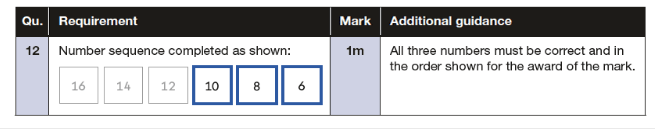 Qu. Requirement Mark Additional guidance
12 Number sequence completed as shown: 1m All three numbers must be correct and in
the order shown for the award of the mark.
16 14 12 10 8 6